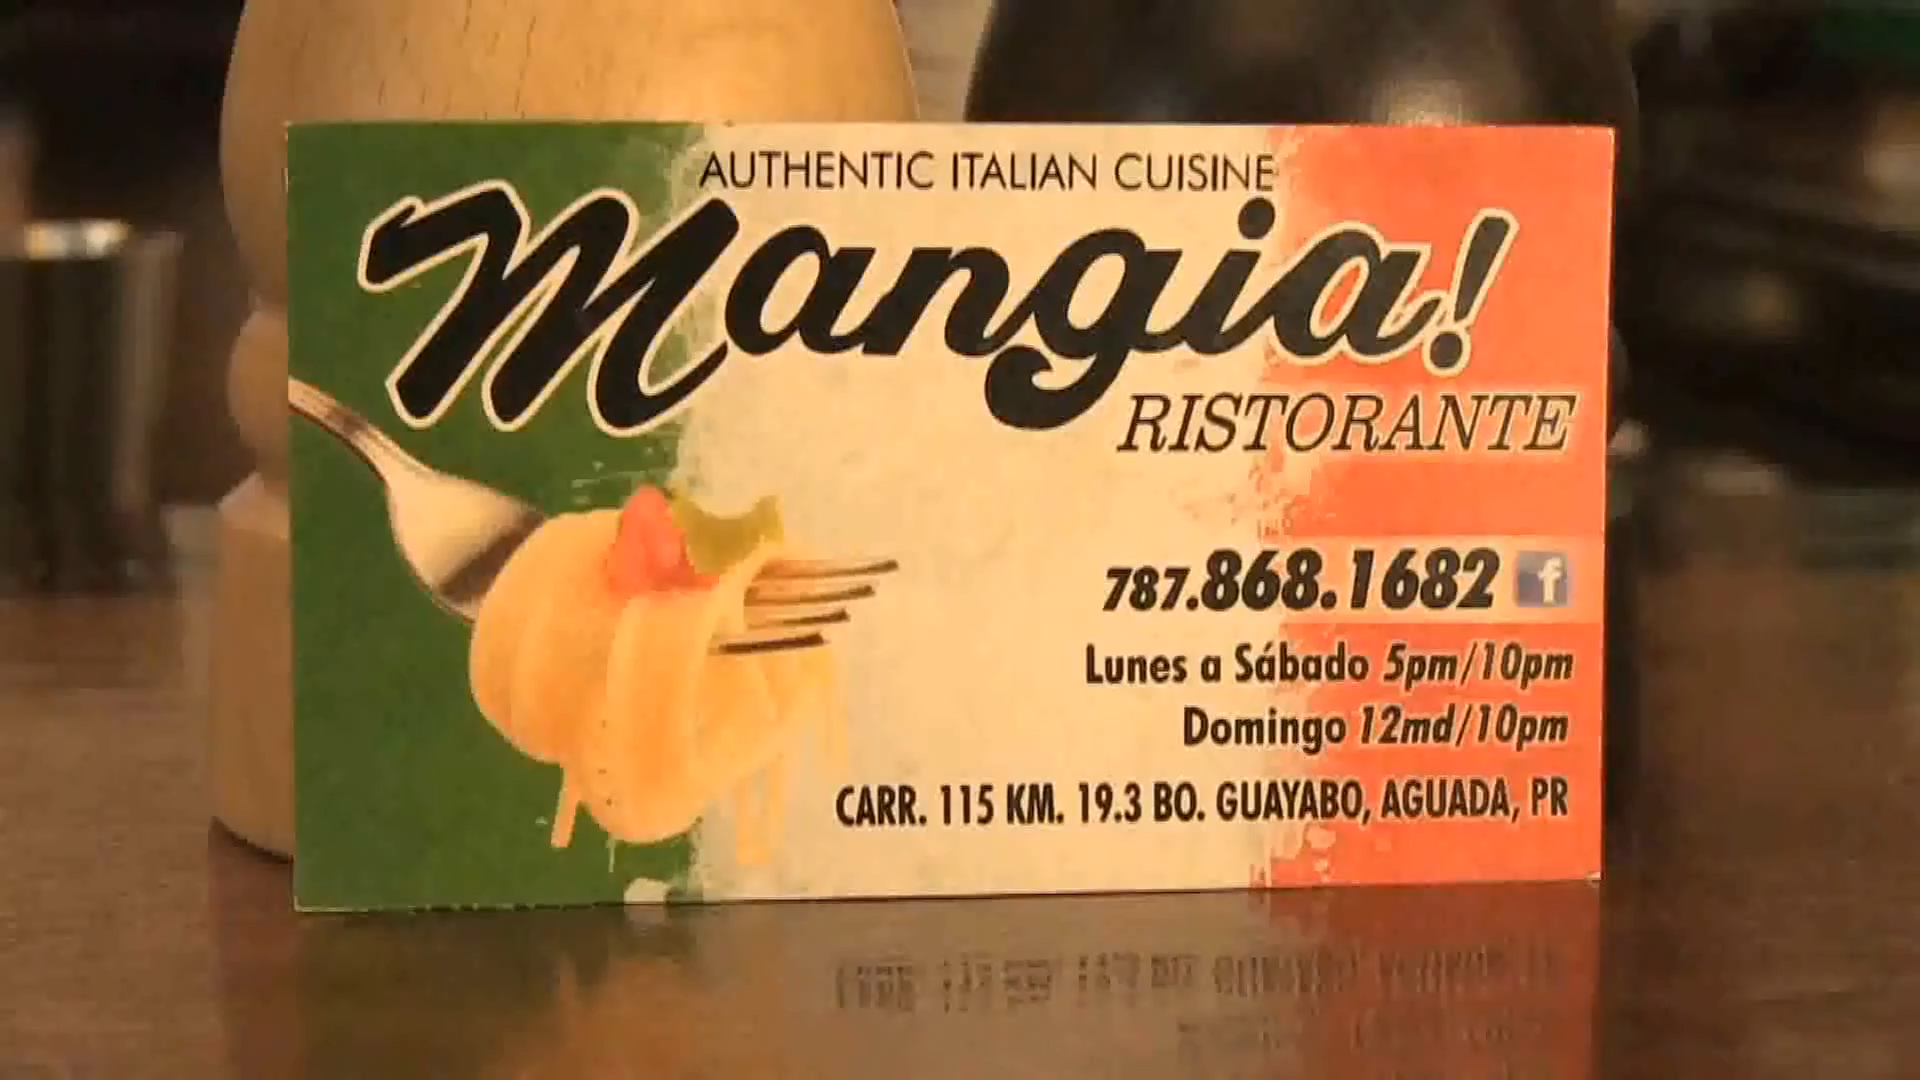 AUTHENTIC ITALIAN CUISINE
Mangia!
RISTORANTE
787.868.1682 f
Lunes a Sábado 5pm/10pm
Domingo 12md/10pm
CARR. 115 KM. 19.3 BO. GUAYABO, AGUADA, PR